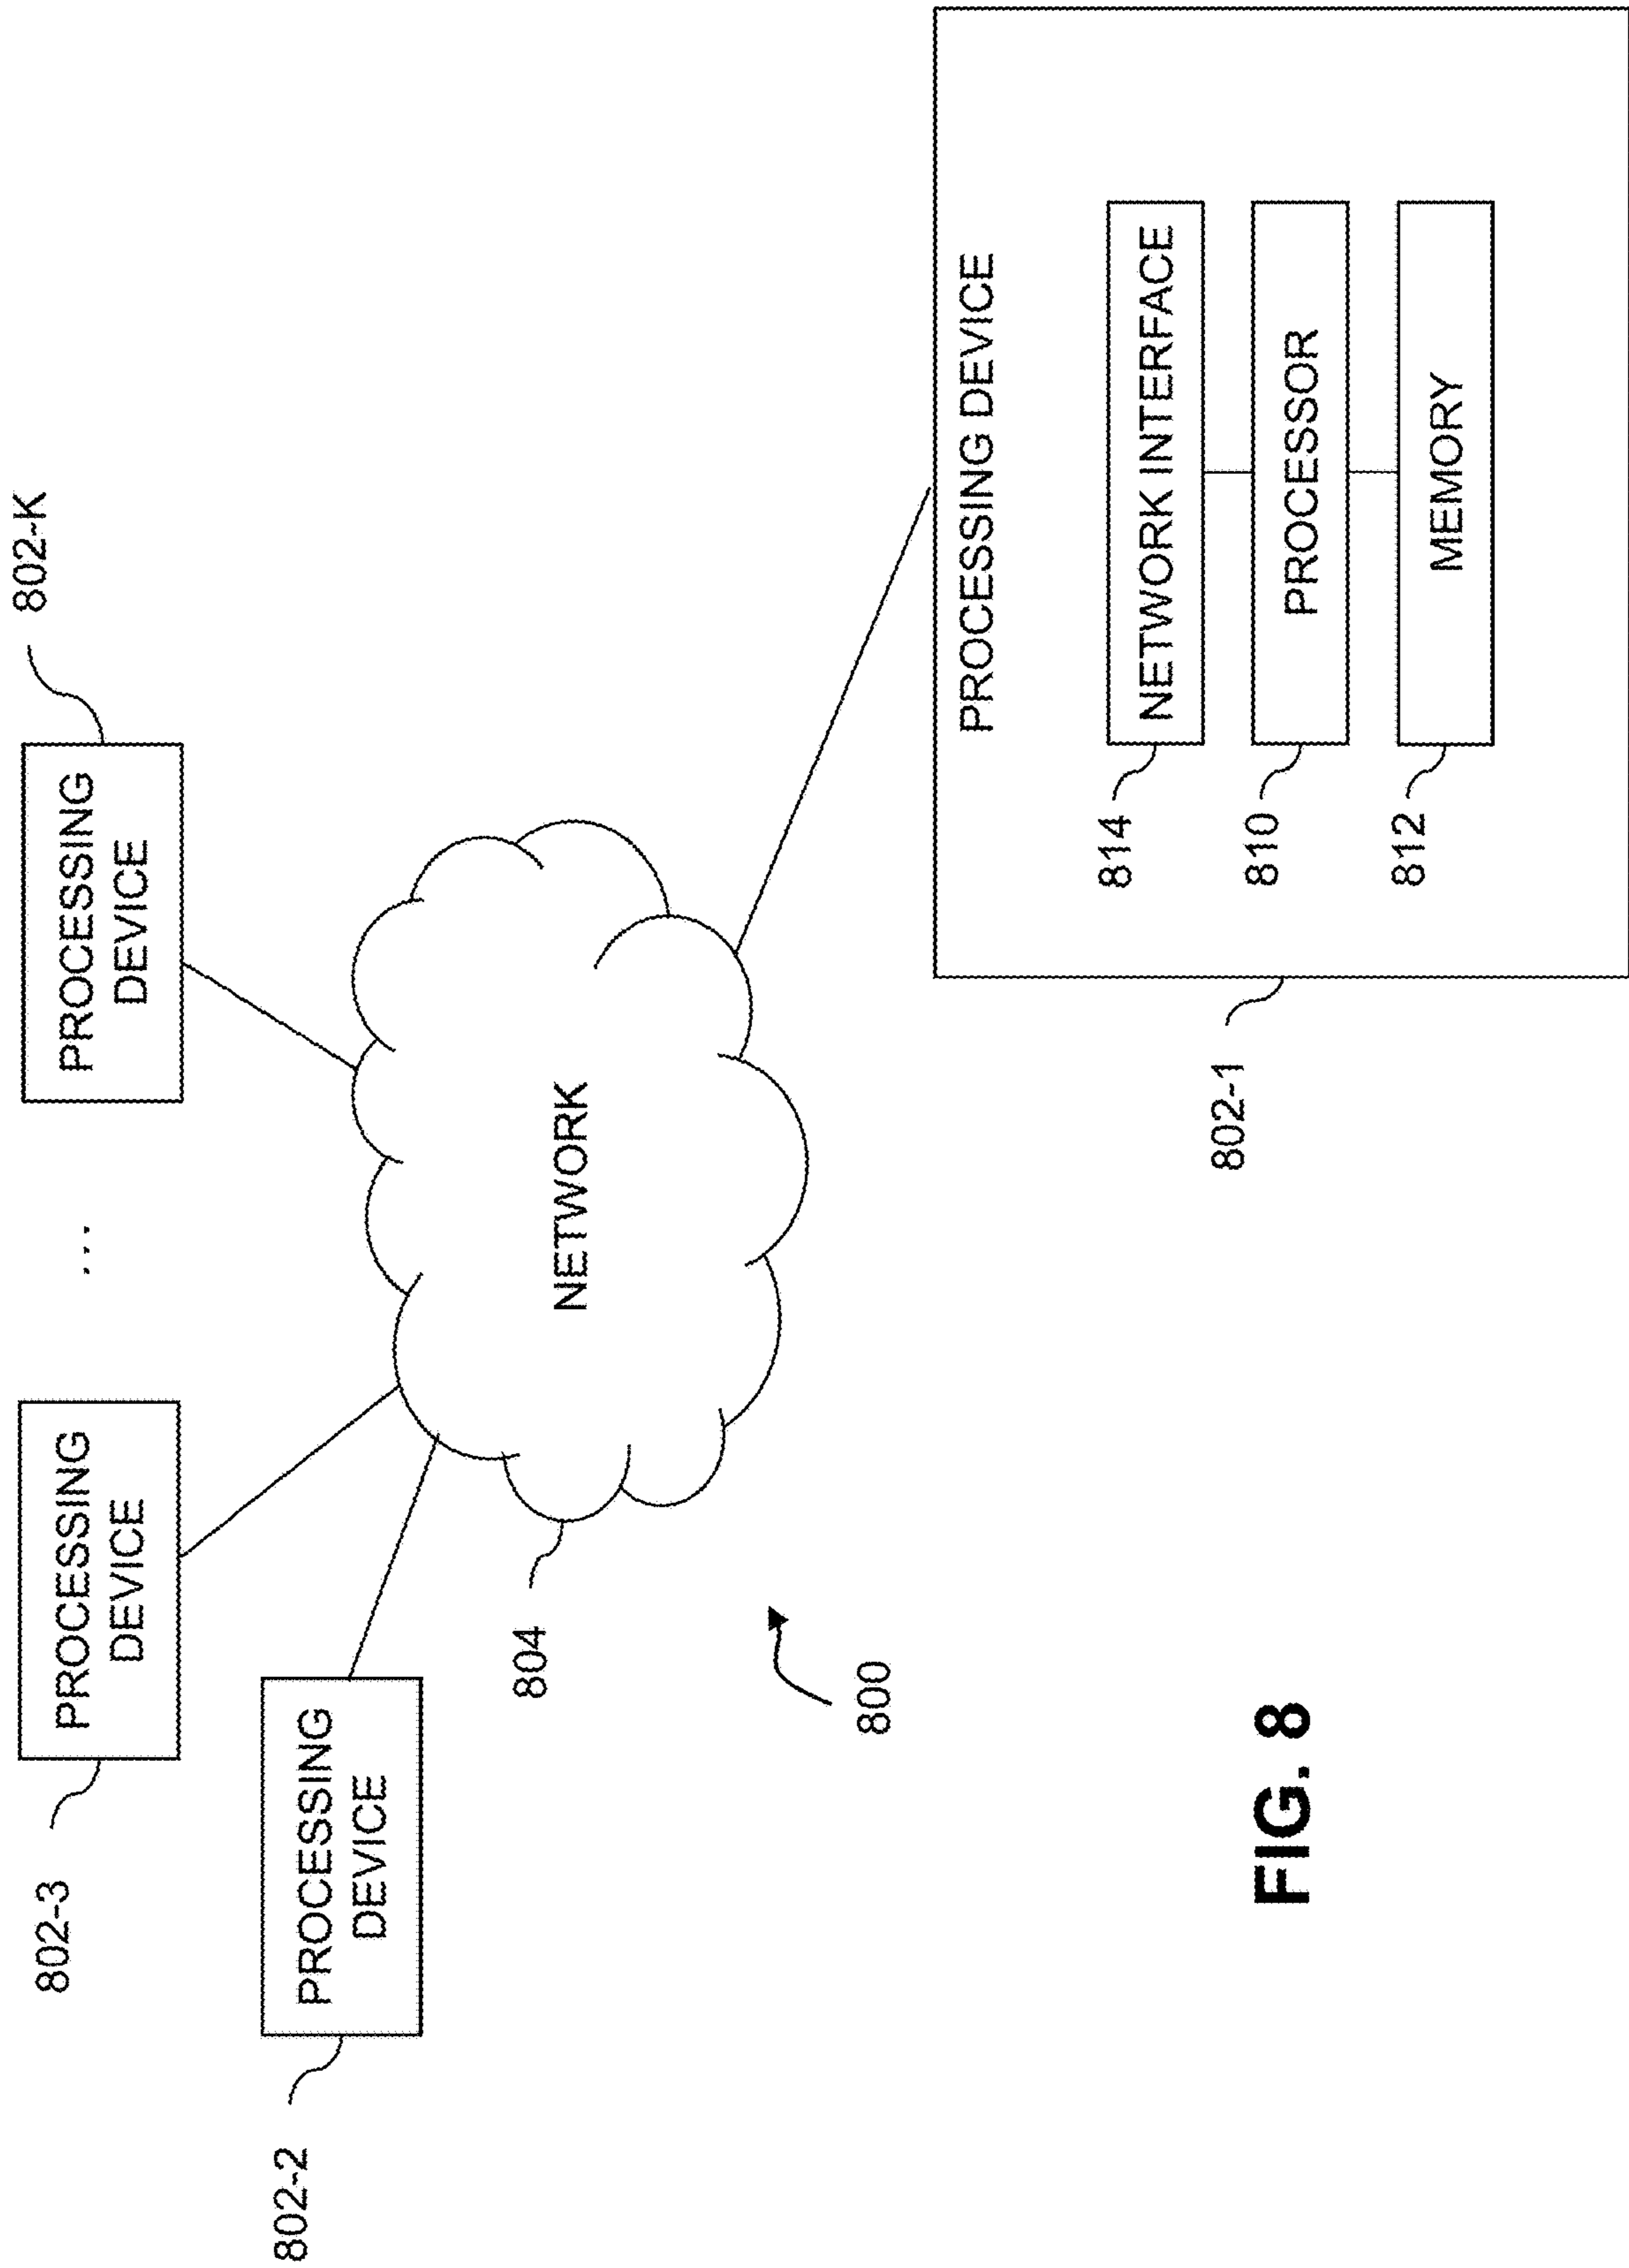 802-2
PROCESSING
DEVICE
802-3
PROCESSING
DEVICE
...
PROCESSING
DEVICE
802-K
804
NETWORK
800
802-1
PROCESSING DEVICE
814
NETWORK INTERFACE
810
PROCESSOR
812
MEMORY
FIG. 8